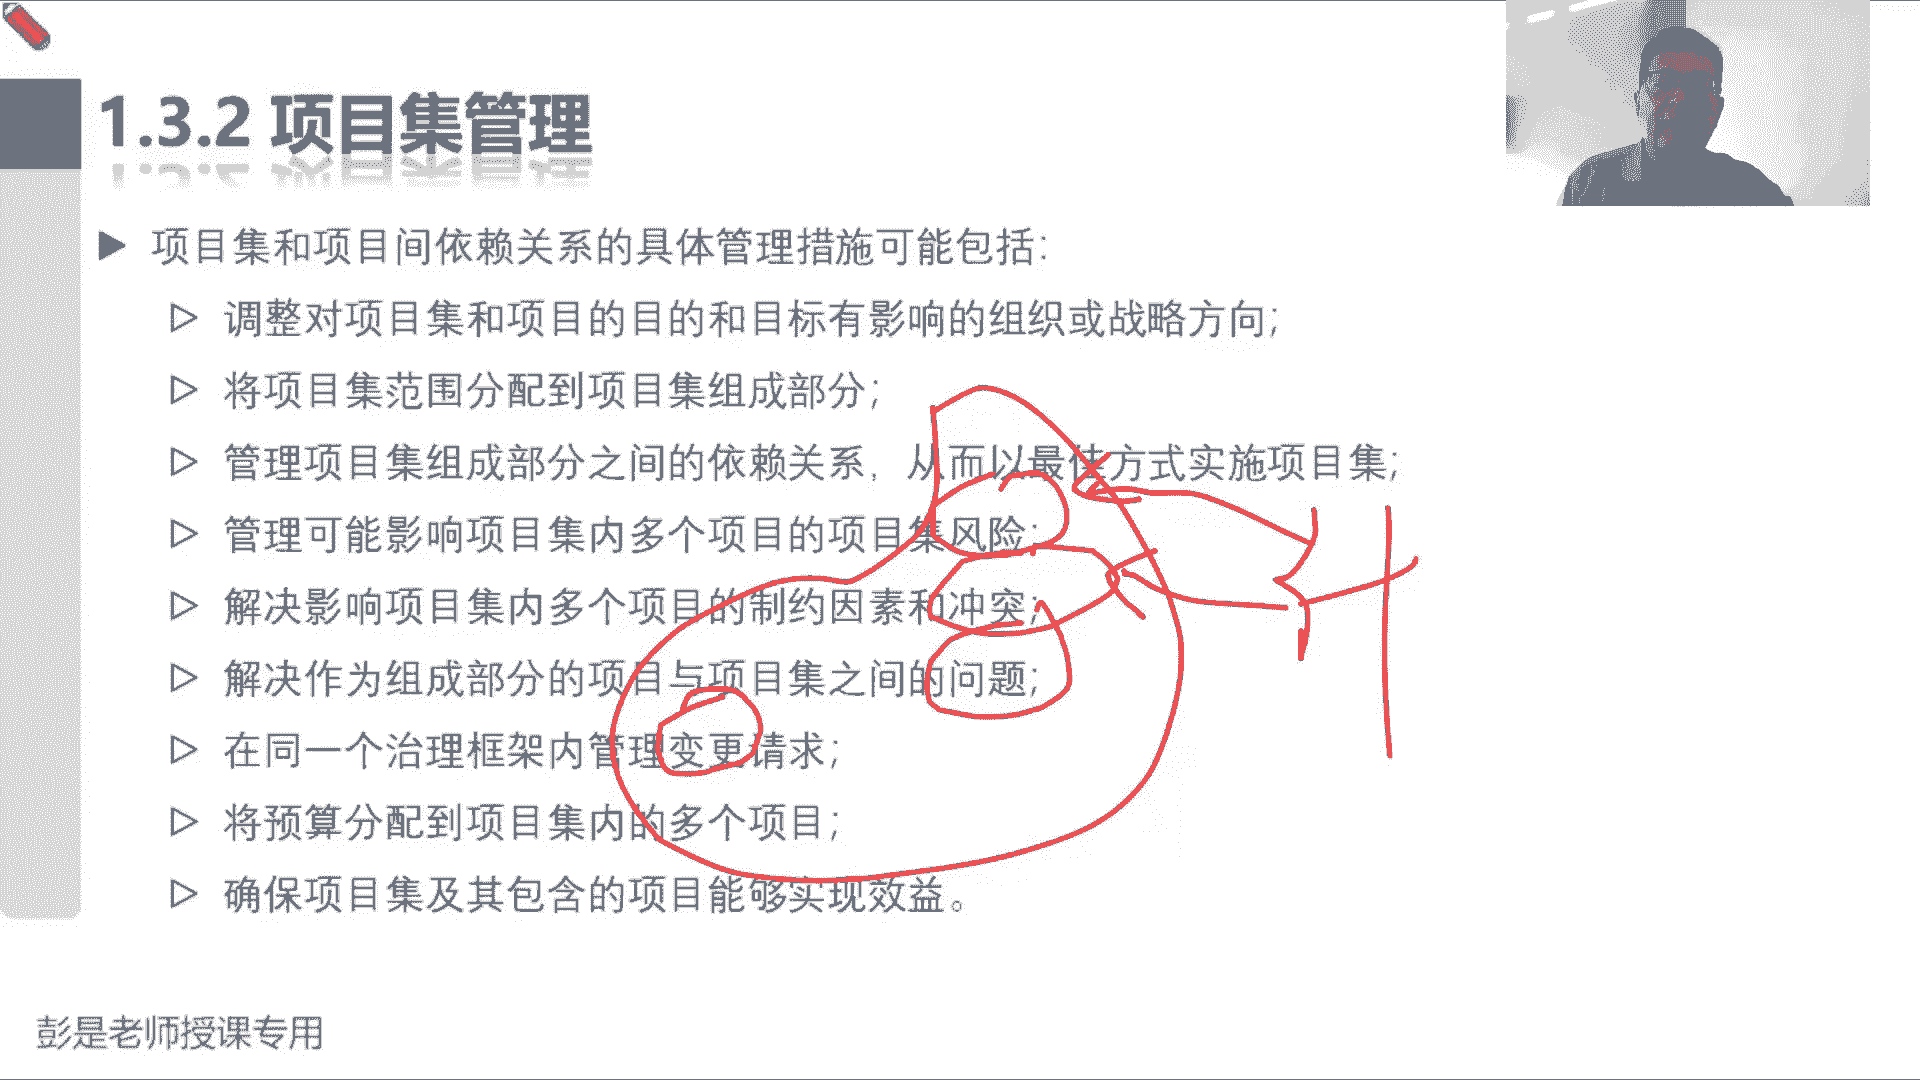 1.3.2 项目集管理
项目集和项目间依赖关系的具体管理措施可能包括：
调整对项目集和项目的目的和目标有影响的组织或战略方向；
将项目集范围分配到项目集组成部分；
管理项目集组成部分之间的依赖关系，从而以最佳方式实施项目集；
管理可能影响项目集内多个项目的项目集风险；
解决影响项目集内多个项目的制约因素和冲突；
解决作为组成部分的项目与项目集之间的问题；
在同一个治理框架内管理变更请求；
将预算分配到项目集内的多个项目；
确保项目集及其包含的项目能够实现效益。
彭是老师授课专用